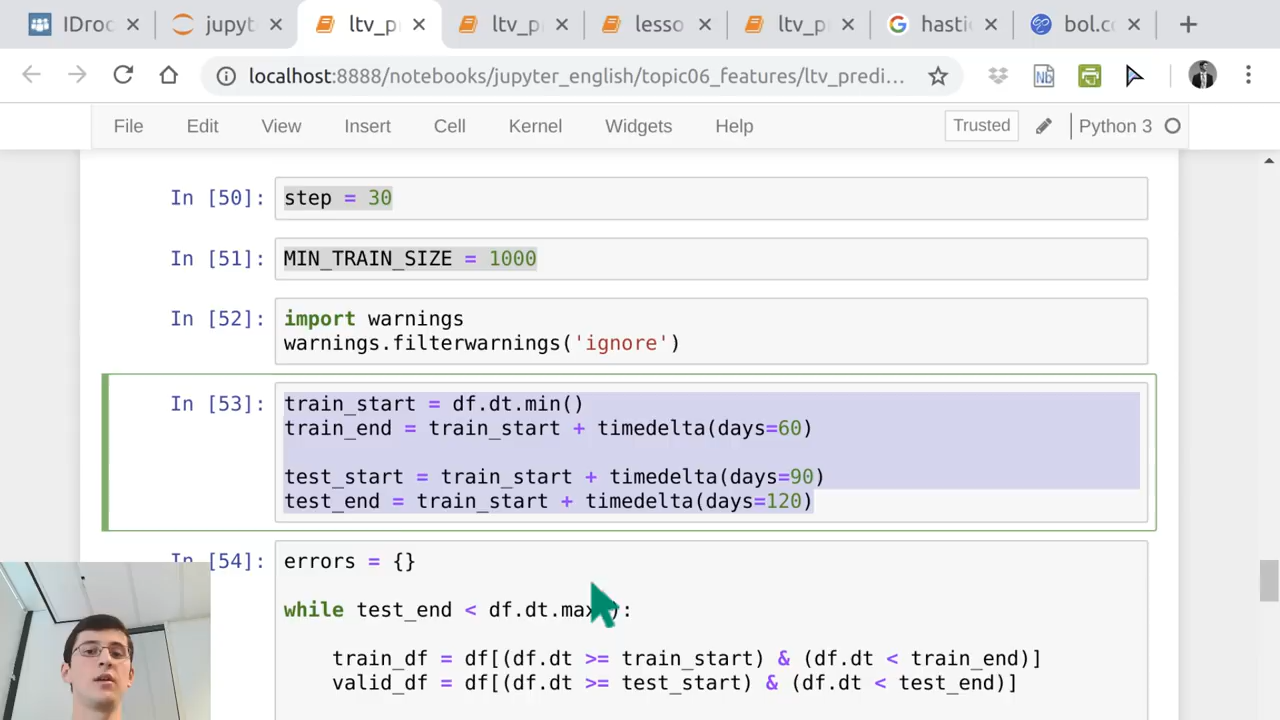 IDroo
jupyt
ltv_p
ltv_p
lesso
ltv_p
hastic
bol.co
localhost:8888/notebooks/jupyter_english/topic06_features/ltv_predi...
File Edit View Insert Cell Kernel Widgets Help
Trusted
Python 3
In [50]: step = 30
In [51]: MIN_TRAIN_SIZE = 1000
In [52]: import warnings
warnings.filterwarnings('ignore')
In [53]: train_start = df.dt.min()
train_end = train_start + timedelta(days=60)
test_start = train_start + timedelta(days=90)
test_end = train_start + timedelta(days=120)
In [54]: errors = {}
while test_end < df.dt.max():
train_df = df[(df.dt >= train_start) & (df.dt < train_end)]
valid_df = df[(df.dt >= test_start) & (df.dt < test_end)]